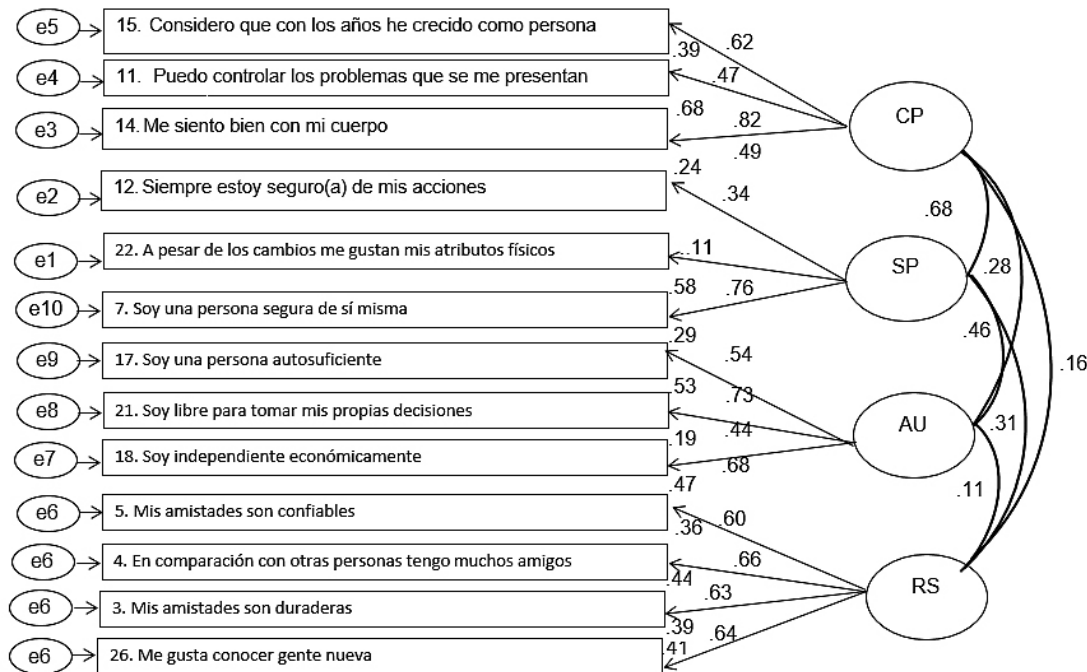 e5 15. Considero que con los años he crecido como persona .62
.39
e4 11. Puedo controlar los problemas que se me presentan .47
.68 CP
e3 14. Me siento bien con mi cuerpo .82
.49
.24
e2 12. Siempre estoy seguro(a) de mis acciones .34
.68
e1 22. A pesar de los cambios me gustan mis atributos físicos .11
SP .28
.58 .76
e10 7. Soy una persona segura de sí misma
.29 .46
e9 17. Soy una persona autosuficiente .54
.16
.53 .73
e8 21. Soy libre para tomar mis propias decisiones
AU .31
.19 .44
e7 18. Soy independiente económicamente .68
.47 .11
e6 5. Mis amistades son confiables .60
.36
e6 4. En comparación con otras personas tengo muchos amigos .66
.44 RS
.63
e6 3. Mis amistades son duraderas
.39 .64
.41
e6 26. Me gusta conocer gente nueva